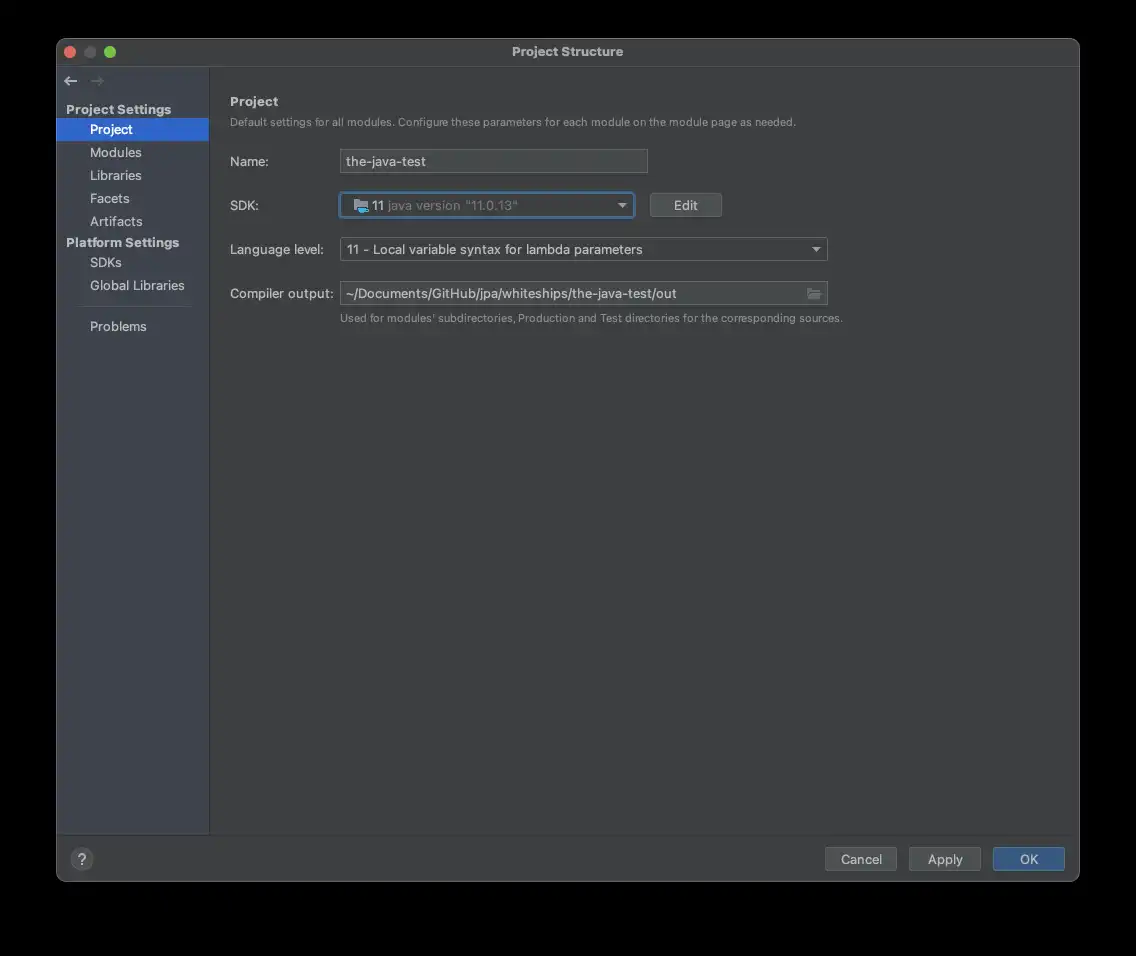 Project Structure
Project Settings
Project
Modules
Libraries
Facets
Artifacts
Platform Settings
SDKs
Global Libraries
Problems
Project
Default settings for all modules. Configure these parameters for each module on the module page as needed.
Name: the-java-test
SDK: 11 java version "11.0.13" Edit
Language level: 11 - Local variable syntax for lambda parameters
Compiler output: ~/Documents/GitHub/jpa/whiteships/the-java-test/out
Used for modules' subdirectories, Production and Test directories for the corresponding sources.
? Cancel Apply OK